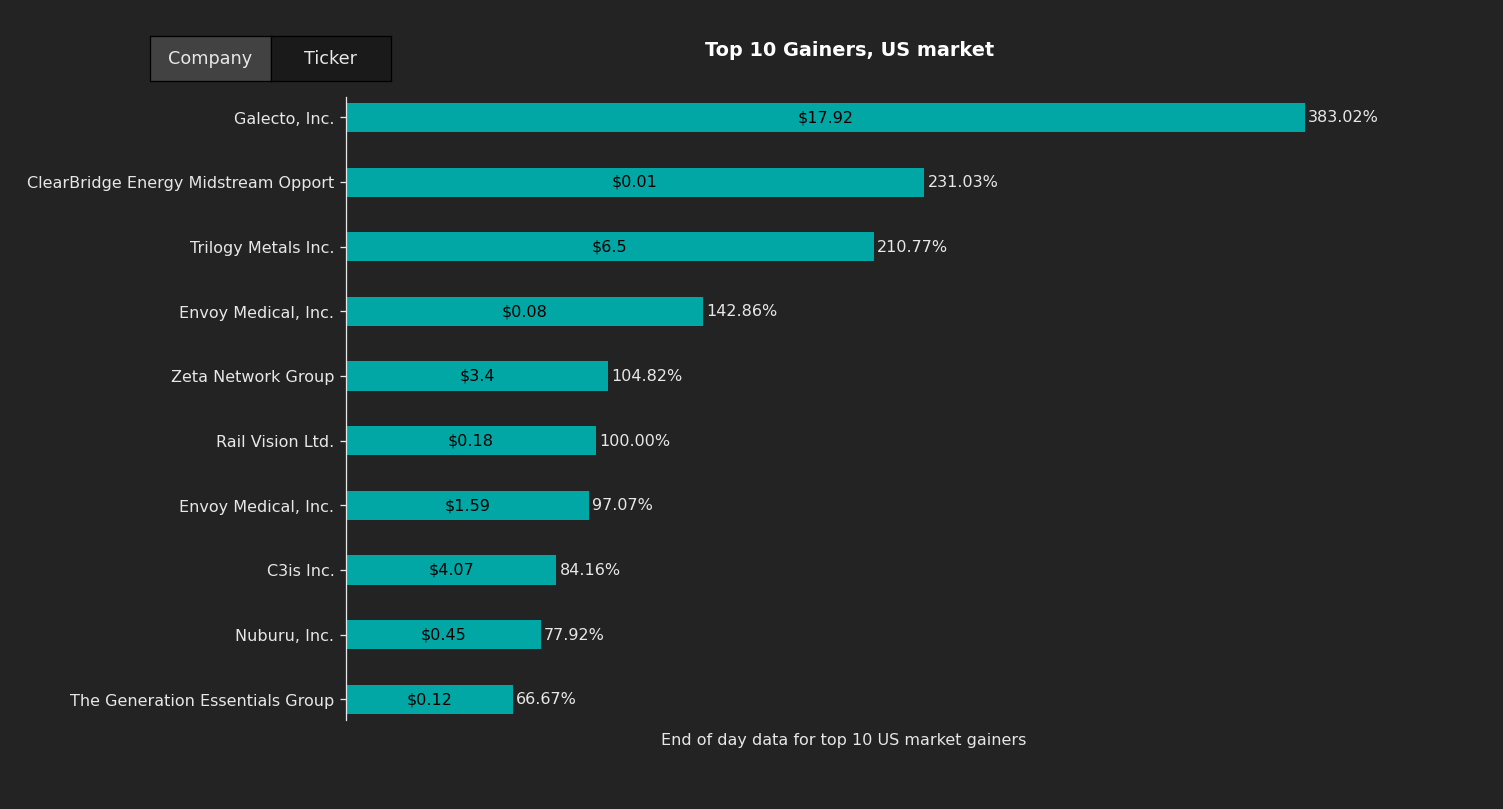 Company Ticker
Top 10 Gainers, US market
Galecto, Inc. $17.92 383.02%
ClearBridge Energy Midstream Opport $0.01 231.03%
Trilogy Metals Inc. $6.5 210.77%
Envoy Medical, Inc. $0.08 142.86%
Zeta Network Group $3.4 104.82%
Rail Vision Ltd. $0.18 100.00%
Envoy Medical, Inc. $1.59 97.07%
C3is Inc. $4.07 84.16%
Nuburu, Inc. $0.45 77.92%
The Generation Essentials Group $0.12 66.67%
End of day data for top 10 US market gainers